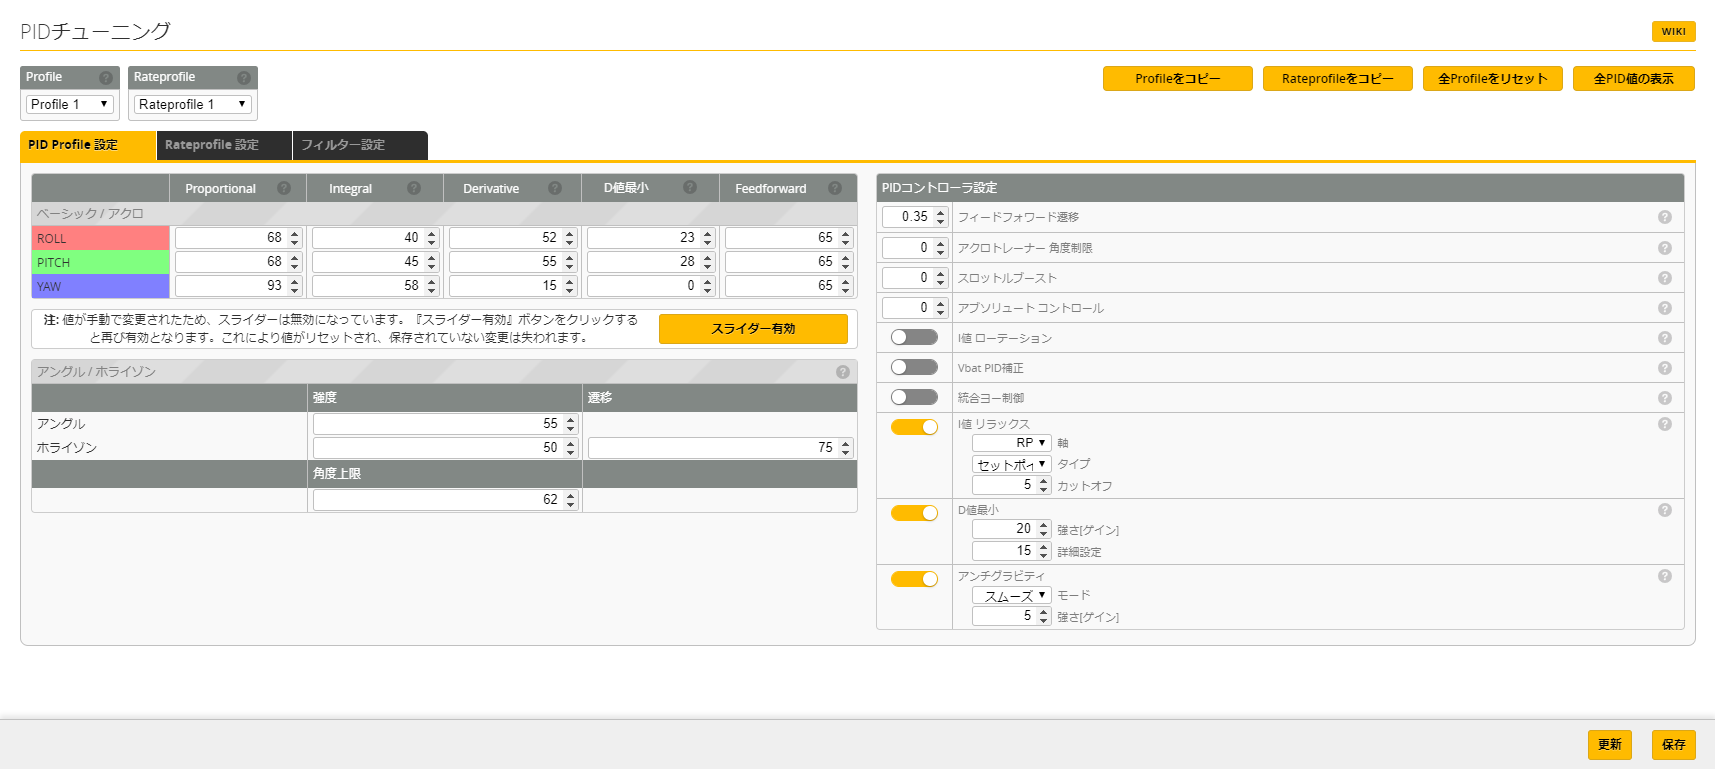 PIDチューニング
WIKI
Profile
Rateprofile
Profile 1
Rateprofile 1
Profileをコピー
Rateprofileをコピー
全Profileをリセット
全PID値の表示
PID Profile 設定
Rateprofile 設定
フィルター設定
Proportional
Integral
Derivative
D値最小
Feedforward
ベーシック / アクロ
ROLL 68 40 52 23 65
PITCH 68 45 55 28 65
YAW 93 58 15 0 65
注: 値が手動で変更されたため、スライダーは無効になっています。『スライダー有効』ボタンをクリックする
と再び有効となります。これにより値がリセットされ、保存されていない変更は失われます。
スライダー有効
アングル / ホライゾン
強度 遷移
アングル 55
ホライゾン 50 75
角度上限
62
PIDコントローラ設定
0.35 フィードフォワード遷移
0 アクロトレーナー 角度制限
0 スロットルブースト
0 アブソリュート コントロール
I値 ローテーション
Vbat PID補正
統合ヨー制御
I値 リラックス
RP 軸
セットポイ タイプ
5 カットオフ
D値最小
20 強さ[ゲイン]
15 詳細設定
アンチグラビティ
スムーズ モード
5 強さ[ゲイン]
更新
保存